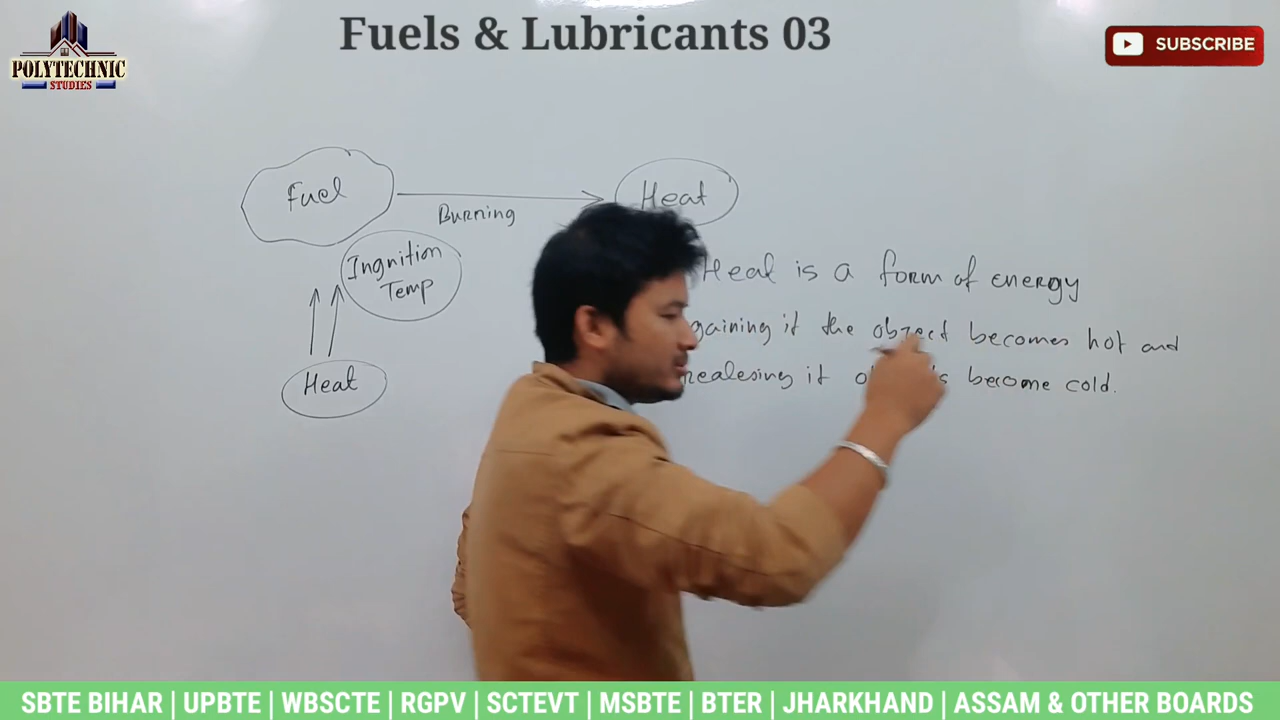 Fuels & Lubricants 03
POLYTECHNIC
STUDIES
SUBSCRIBE
Fuel
Burning
Heat
Ingnition
Temp
Heat
Heat is a form of energy
gaining it the object becomes hot and
realesing it become cold.
SBTE BIHAR | UPBTE | WBSCTE | RGPV | SCTEVT | MSBTE | BTER | JHARKHAND | ASSAM & OTHER BOARDS